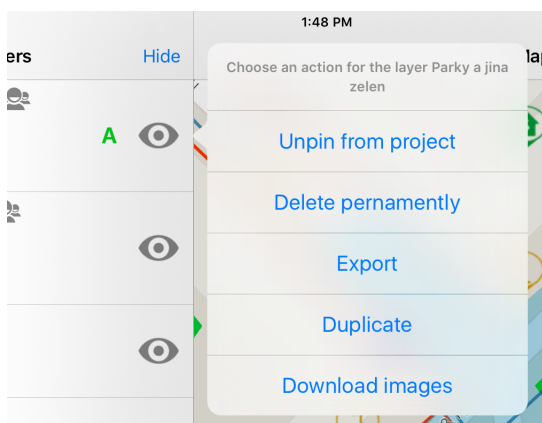 1:48 PM
ers
Hide
Choose an action for the layer Parky a jina
zelen
A
Unpin from project
Delete pernamently
Export
Duplicate
Download images